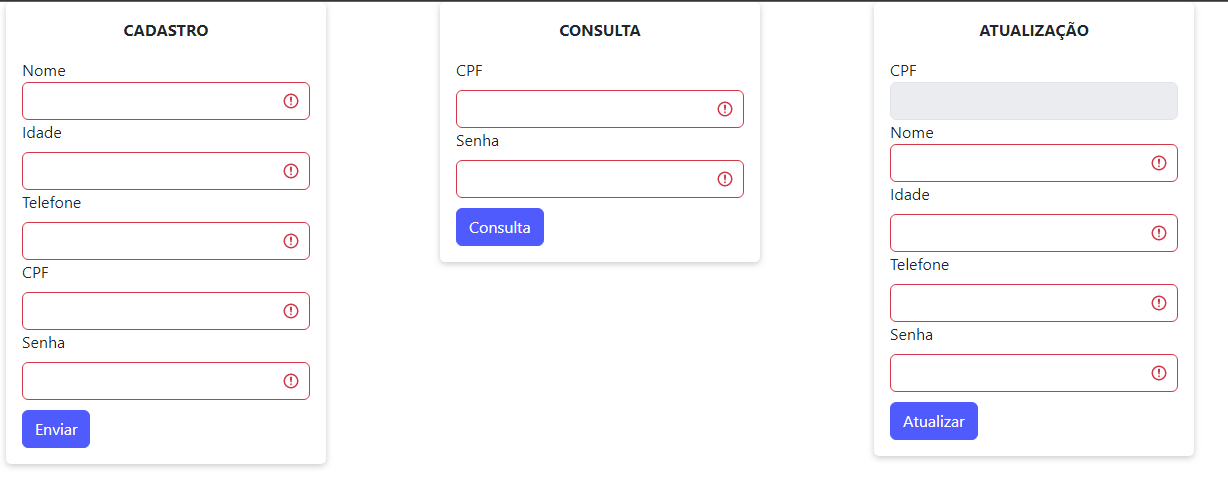 CADASTRO
Nome
Idade
Telefone
CPF
Senha
Enviar
CONSULTA
CPF
Senha
Consulta
ATUALIZAÇÃO
CPF
Nome
Idade
Telefone
Senha
Atualizar